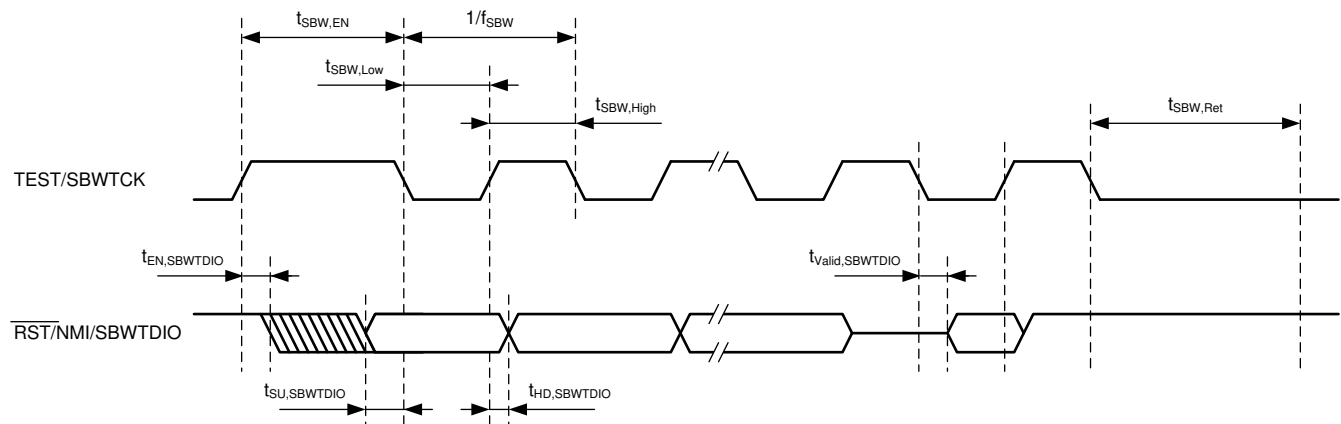 tSBW,EN
1/fSBW
tSBW,Low
tSBW,High
tSBW,Ret
TEST/SBWTCK
tEN,SBWTDIO
tValid,SBWTDIO
RST/NMI/SBWTDIO
tSU,SBWTDIO
tHD,SBWTDIO